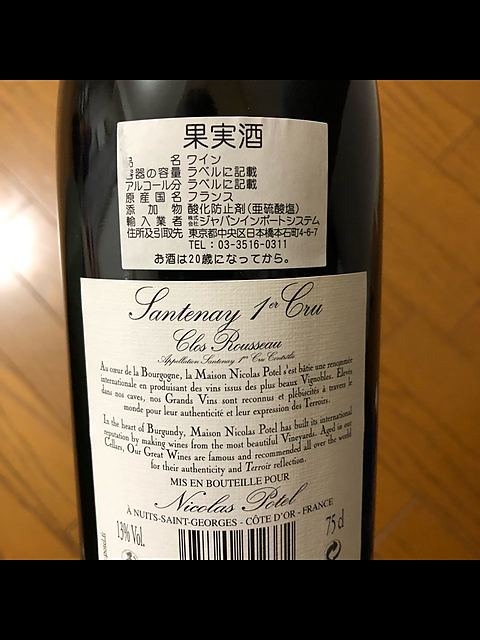 果実酒
品名 ワイン
容器の容量 ラベルに記載
アルコール分 ラベルに記載
原産国名 フランス
添加物 酸化防止剤(亜硫酸塩)
輸入業者 株式会社ジャパンインポートシステム
住所及引取先 東京都中央区日本橋本石町4-6-7
TEL:03-3516-0311
お酒は20歳になってから。
Santenay 1er Cru
Clos Rousseau
Appellation Santenay 1er Cru Contrôlée
Au cœur de la Bourgogne, la Maison Nicolas Potel s'est bâtie une renommée
internationale en produisant des vins issus des plus beaux Vignobles. Elevés
dans nos caves, nos Grands Vins sont reconnus et plébiscités à travers le
monde pour leur authenticité et leur expression des Terroirs.
In the heart of Burgundy, Maison Nicolas Potel has built its international
reputation by making wines from the most beautiful Vineyards. Aged in our
Cellars, Our Great Wines are famous and recommended all over the world
for their authenticity and Terroir reflection.
MIS EN BOUTEILLE POUR
Nicolas Potel
À NUITS-SAINT-GEORGES - CÔTE D'OR - FRANCE
13% Vol.
75 cl